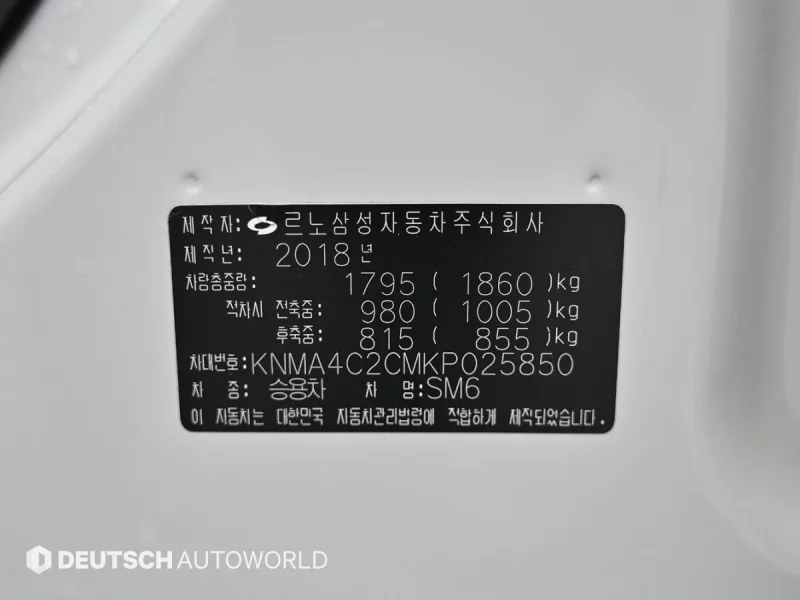 제작자: 르노삼성자동차주식회사
제작년: 2018년
차량총중량: 1795 ( 1860 )kg
적차시 전축중: 980 ( 1005 )kg
후축중: 815 ( 855 )kg
차대번호: KNMA4C2CMKP025850
차 종: 승용차 차 명: SM6
이 자동차는 대한민국 자동차관리법령에 적합하게 제작되었습니다.
DEUTSCH AUTOWORLD